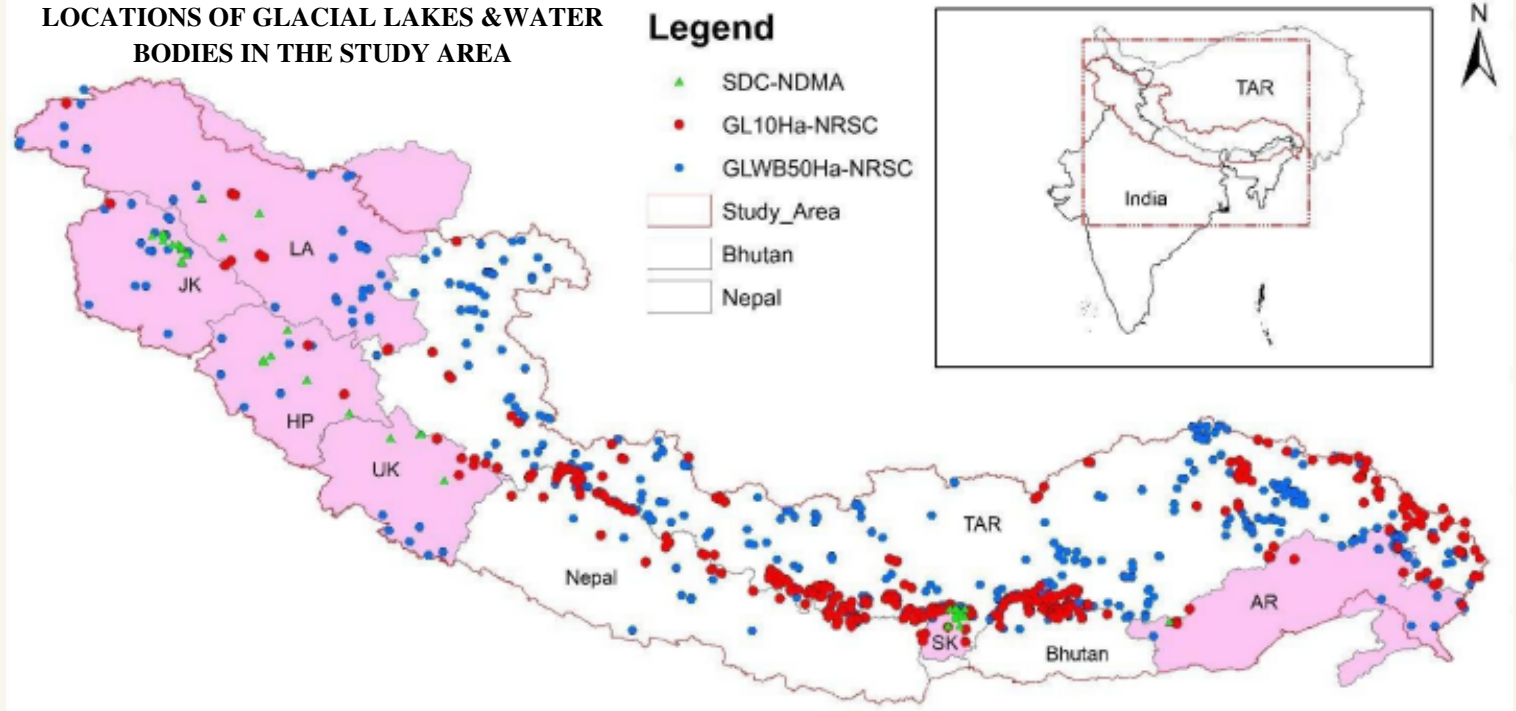 LOCATIONS OF GLACIAL LAKES &WATER
BODIES IN THE STUDY AREA
Legend
SDC-NDMA
GL10Ha-NRSC
GLWB50Ha-NRSC
Study_Area
Bhutan
Nepal
TAR
India
N
LA
JK
HP
UK
TAR
Nepal
AR
SK
Bhutan